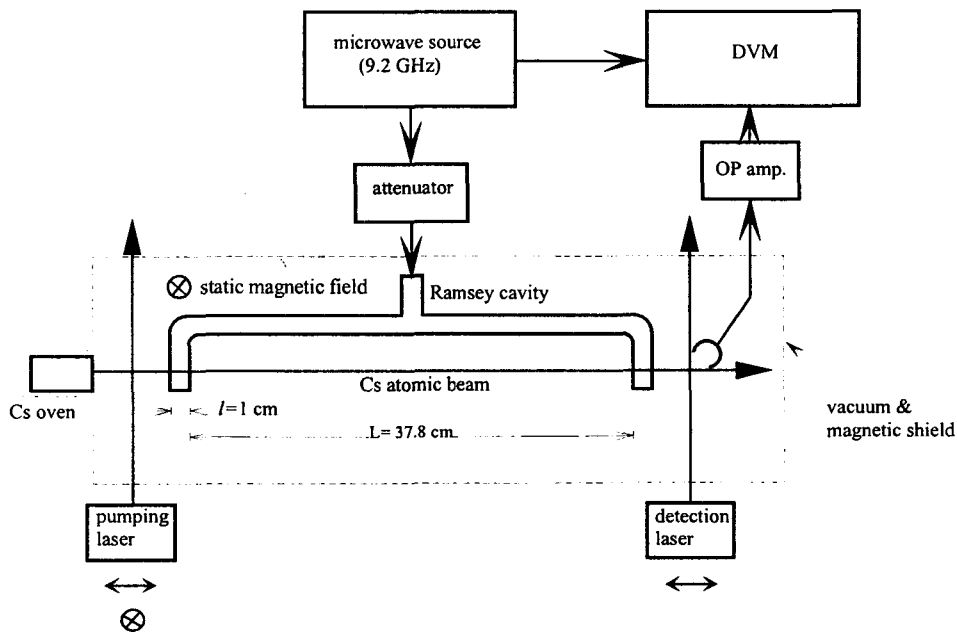 microwave source
(9.2 GHz)
DVM
OP amp.
attenuator
static magnetic field
Ramsey cavity
Cs oven
Cs atomic beam
l=1 cm
L= 37.8 cm
vacuum &
magnetic shield
pumping
laser
detection
laser